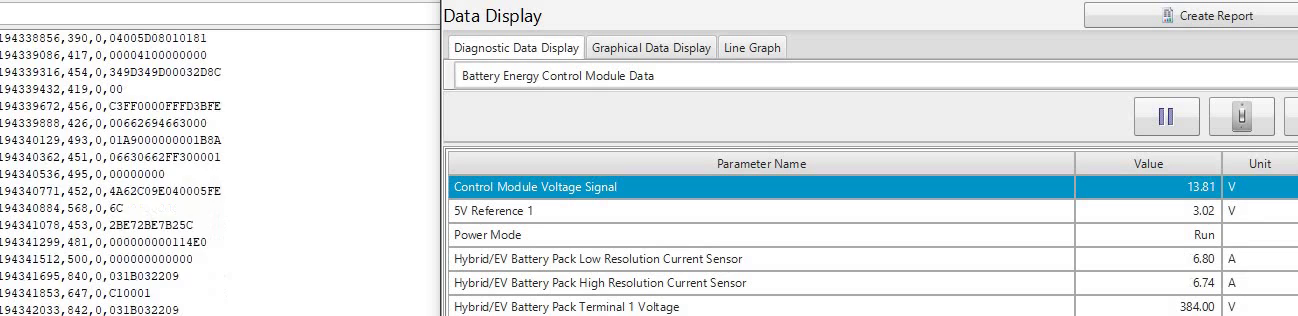 194338856,390,0,04005D08010181
194339086,417,0,00004100000000
194339316,454,0,349D349D00032D8C
194339432,419,0,00
194339672,456,0,C3FF0000FFFD3BFE
194339888,426,0,00662694663000
194340129,493,0,01A9000000001B8A
194340362,451,0,06630662FF300001
194340536,495,0,00000000
194340771,452,0,4A62C09E040005FE
194340884,568,0,6C
194341078,453,0,2BE72BE7B25C
194341299,481,0,000000000114E0
194341512,500,0,000000000000
194341695,840,0,031B032209
194341853,647,0,C10001
194342033,842,0,031B032209
Data Display
Create Report
Diagnostic Data Display Graphical Data Display Line Graph
Battery Energy Control Module Data
Parameter Name Value Unit
Control Module Voltage Signal 13.81 V
5V Reference 1 3.02 V
Power Mode Run
Hybrid/EV Battery Pack Low Resolution Current Sensor 6.80 A
Hybrid/EV Battery Pack High Resolution Current Sensor 6.74 A
Hybrid/EV Battery Pack Terminal 1 Voltage 384.00 V